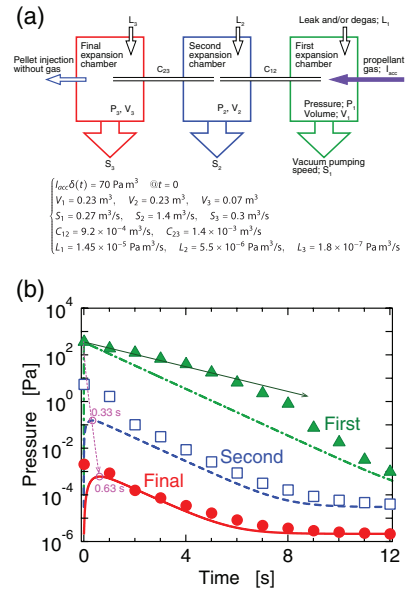 (a)
L₃
L₂
Leak and/or degas; L₁
Final
expansion
chamber
Second
expansion
chamber
First
expansion
chamber
Pellet injection
without gas
C₂₃
C₁₂
propellant
gas; I_acc
P₃, V₃
P₂, V₂
Pressure; P₁
Volume; V₁
S₃
S₂
Vacuum pumping
speed; S₁
I_acc δ(t) = 70 Pa m³ @t = 0
V₁ = 0.23 m³, V₂ = 0.23 m³, V₃ = 0.07 m³
S₁ = 0.27 m³/s, S₂ = 1.4 m³/s, S₃ = 0.3 m³/s
C₁₂ = 9.2 × 10⁻⁴ m³/s, C₂₃ = 1.4 × 10⁻³ m³/s
L₁ = 1.45 × 10⁻⁵ Pa m³/s, L₂ = 5.5 × 10⁻⁶ Pa m³/s, L₃ = 1.8 × 10⁻⁷ Pa m³/s
(b)
Pressure [Pa]
10⁴
10²
10⁰
10⁻²
10⁻⁴
10⁻⁶
0.33 s
First
Second
0.63 s
Final
0 2 4 6 8 10 12
Time [s]